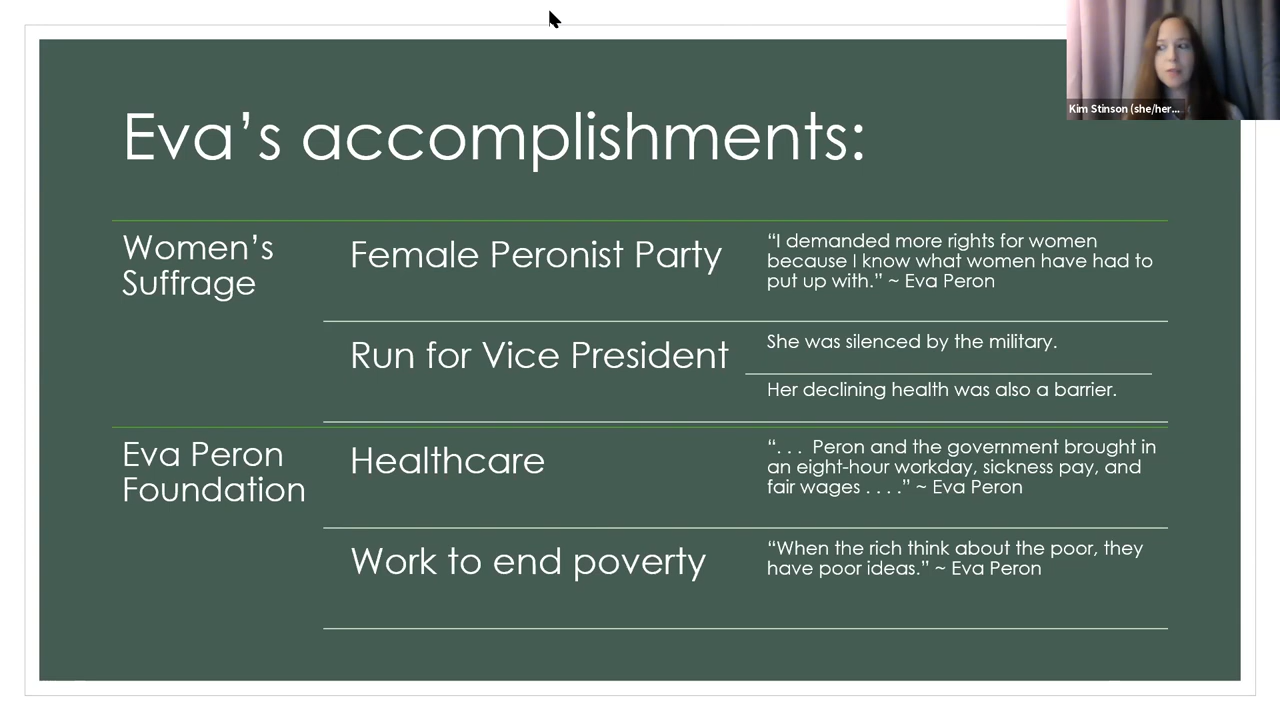 Kim Stinson (she/her...
Eva’s accomplishments:
Women’s
Suffrage
Female Peronist Party
“I demanded more rights for women
because I know what women have had to
put up with.” ~ Eva Peron
Run for Vice President
She was silenced by the military.
Her declining health was also a barrier.
Eva Peron
Foundation
Healthcare
“. . .  Peron and the government brought in
an eight-hour workday, sickness pay, and
fair wages . . . .” ~ Eva Peron
Work to end poverty
“When the rich think about the poor, they
have poor ideas.” ~ Eva Peron